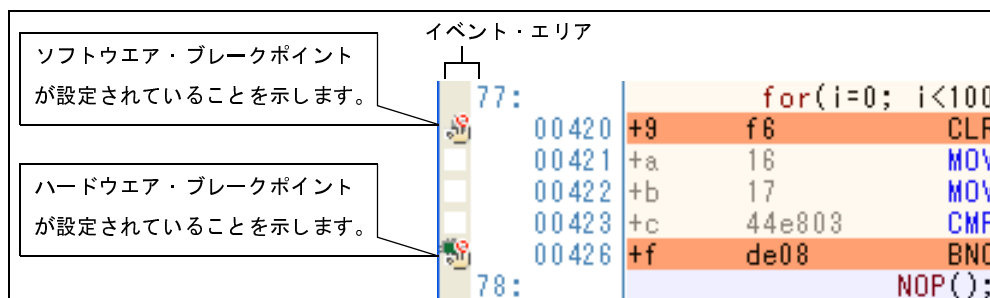 イベント・エリア
ソフトウエア・ブレークポイント
が設定されていることを示します。
ハードウエア・ブレークポイント
が設定されていることを示します。
77: for(i=0; i<100
00420 +9 f6 CLR
00421 +a 16 MOV
00422 +b 17 MOV
00423 +c 44e803 CMP
00426 +f de08 BNC
78: NOP();